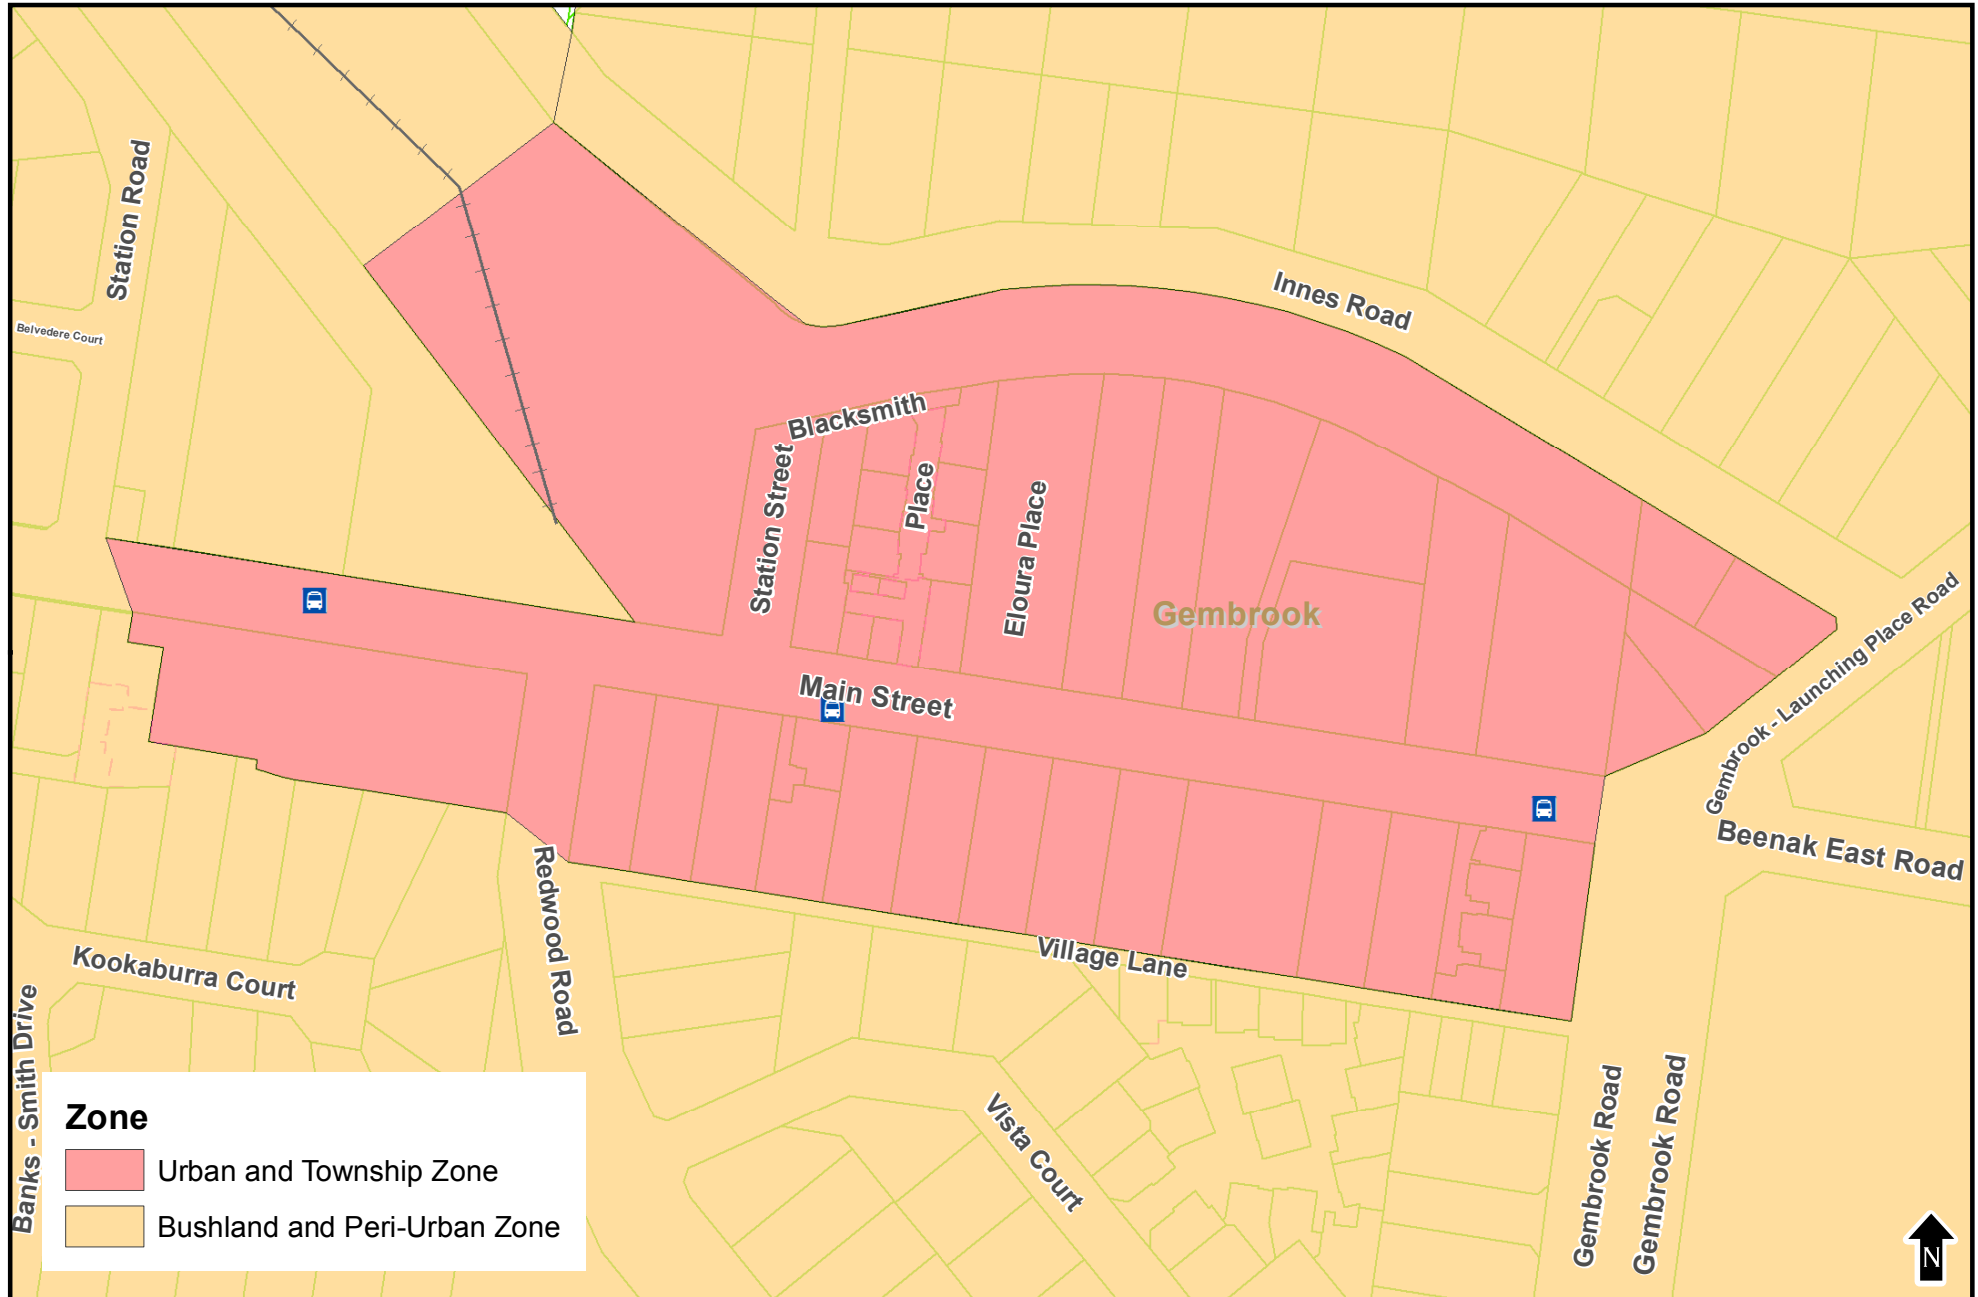 Station Road
Belvedere Court
Innes Road
Blacksmith
Place
Station Street
Eloura Place
Gembrook
Main Street
Gembrook - Launching Place Road
Beenak East Road
Redwood Road
Village Lane
Kookaburra Court
Banks - Smith Drive
Vista Court
Gembrook Road
Gembrook Road
Zone
Urban and Township Zone
Bushland and Peri-Urban Zone
N